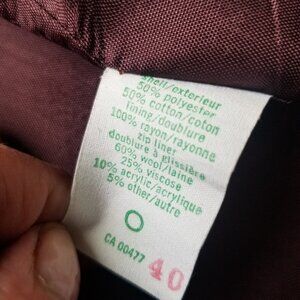 shell/exterieur
50% polyester
50% cotton/coton
lining/doublure
100% rayon/rayonne
zip liner
doublure à glissière
60% wool/laine
25% viscose
10% acrylic/acrylique
5% other/autre
CA 00477 40